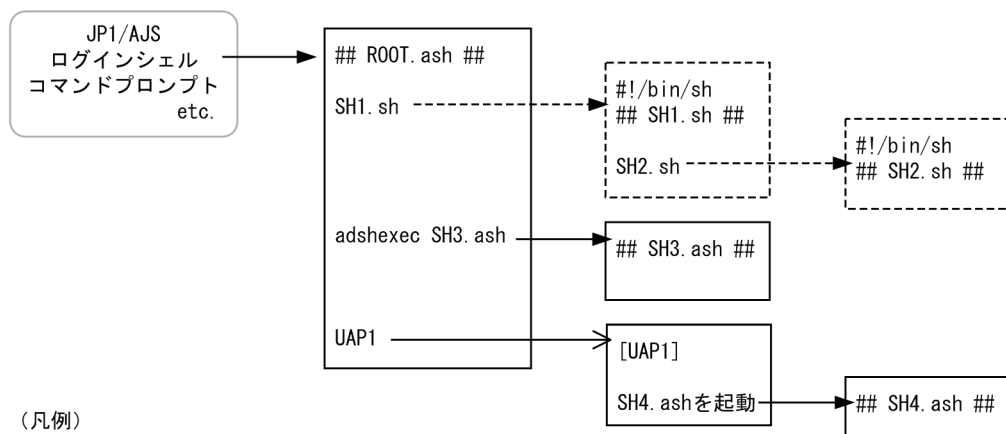 JP1/AJS
ログインシェル
コマンドプロンプト
etc.
## ROOT.ash ##
SH1.sh
adshexec SH3.ash
UAP1
#!/bin/sh
## SH1.sh ##
SH2.sh
#!/bin/sh
## SH2.sh ##
## SH3.ash ##
[UAP1]
SH4.ashを起動
## SH4.ash ##
(凡例)